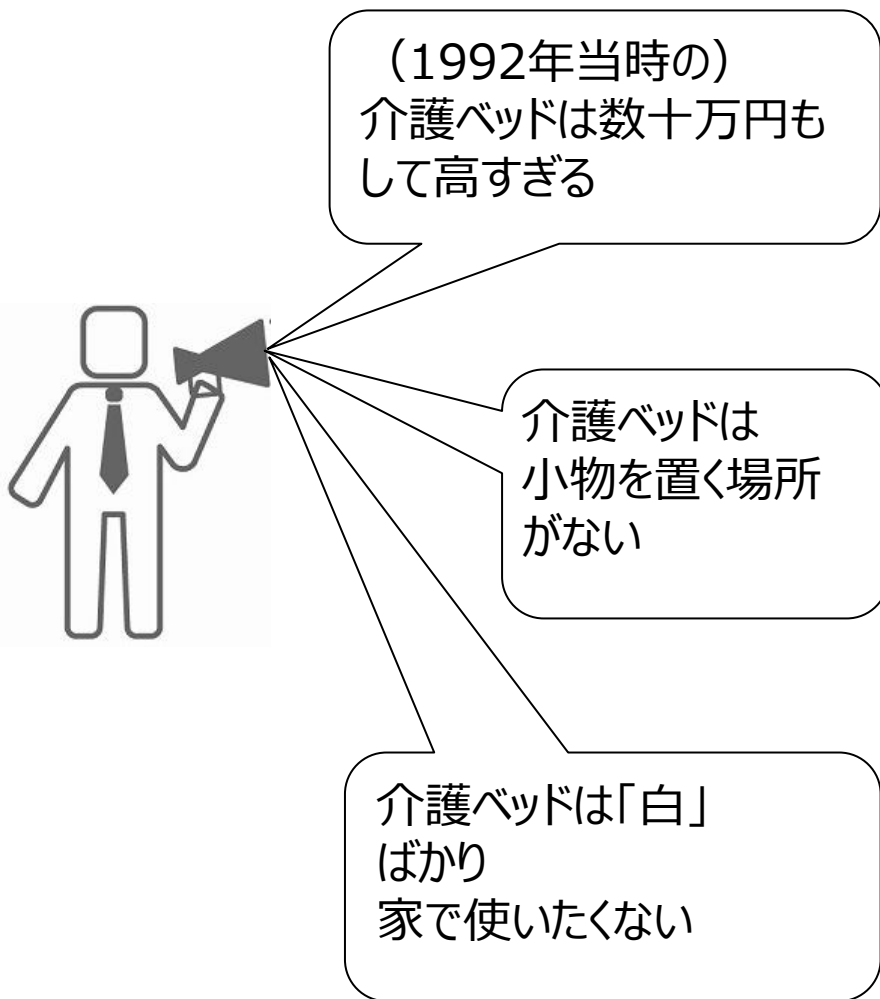 （1992年当時の）
介護ベッドは数十万円も
して高すぎる
介護ベッドは
小物を置く場所
がない
介護ベッドは「白」
ばかり
家で使いたくない